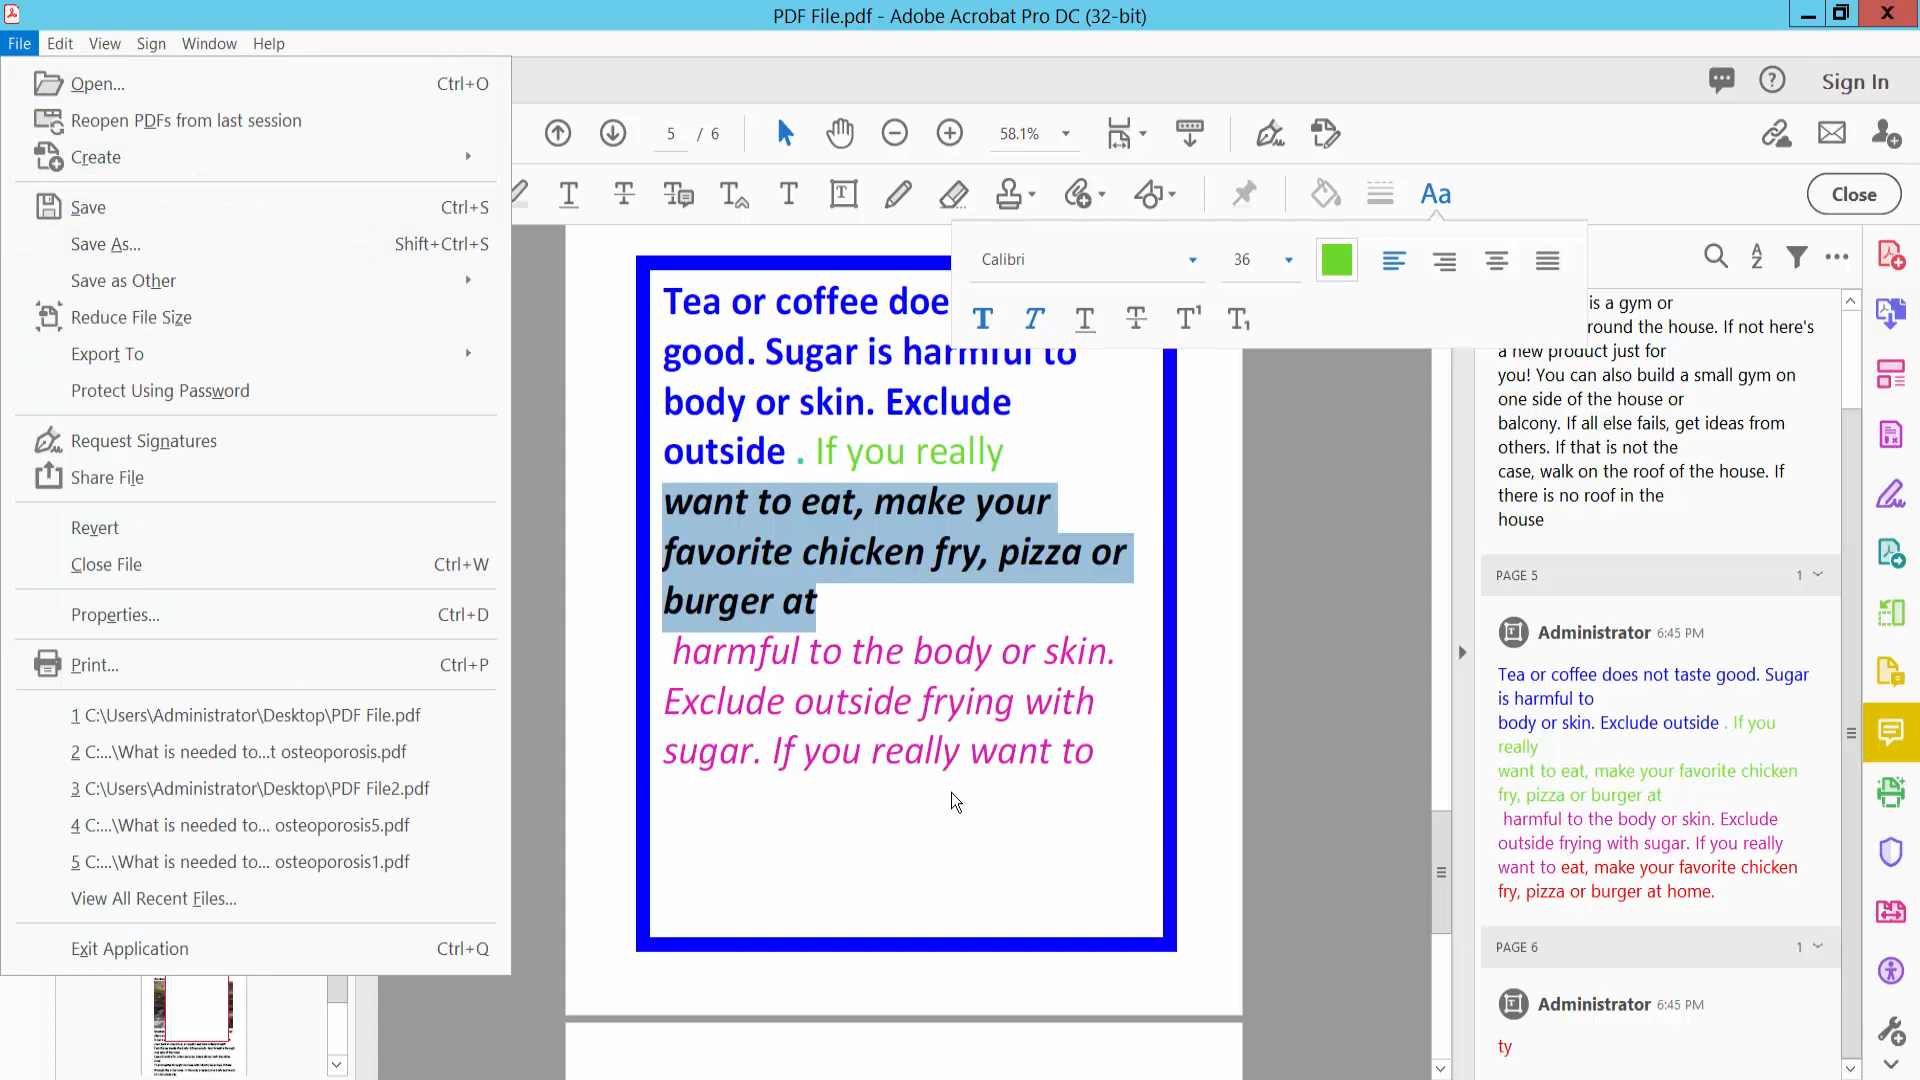 PDF File.pdf - Adobe Acrobat Pro DC (32-bit)
File Edit View Sign Window Help
Open... Ctrl+O
Reopen PDFs from last session
Create
Save Ctrl+S
Save As... Shift+Ctrl+S
Save as Other
Reduce File Size
Export To
Protect Using Password
Request Signatures
Share File
Revert
Close File Ctrl+W
Properties... Ctrl+D
Print... Ctrl+P
1 C:\Users\Administrator\Desktop\PDF File.pdf
2 C:...\What is needed to...t osteoporosis.pdf
3 C:\Users\Administrator\Desktop\PDF File2.pdf
4 C:...\What is needed to... osteoporosis5.pdf
5 C:...\What is needed to... osteoporosis1.pdf
View All Recent Files...
Exit Application Ctrl+Q
Sign In
5 / 6
58.1%
Aa
Close
Calibri 36
Tea or coffee doe
good. Sugar is harmful to
body or skin. Exclude
outside . If you really
want to eat, make your
favorite chicken fry, pizza or
burger at
harmful to the body or skin.
Exclude outside frying with
sugar. If you really want to
is a gym or
round the house. If not here's
a new product just for
you! You can also build a small gym on
one side of the house or
balcony. If all else fails, get ideas from
others. If that is not the
case, walk on the roof of the house. If
there is no roof in the
house
PAGE 5 1
Administrator 6:45 PM
Tea or coffee does not taste good. Sugar
is harmful to
body or skin. Exclude outside . If you
really
want to eat, make your favorite chicken
fry, pizza or burger at
harmful to the body or skin. Exclude
outside frying with sugar. If you really
want to eat, make your favorite chicken
fry, pizza or burger at home.
PAGE 6 1
Administrator 6:45 PM
ty